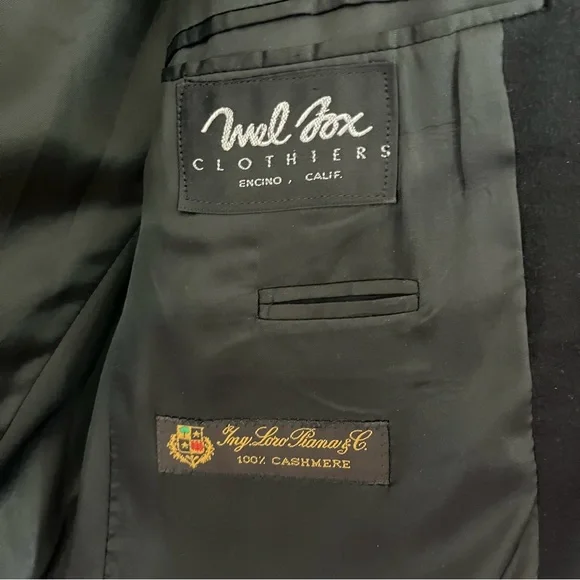 Mel Fox
CLOTHIERS
ENCINO, CALIF.
Ing. Loro Piana & C.
100% CASHMERE